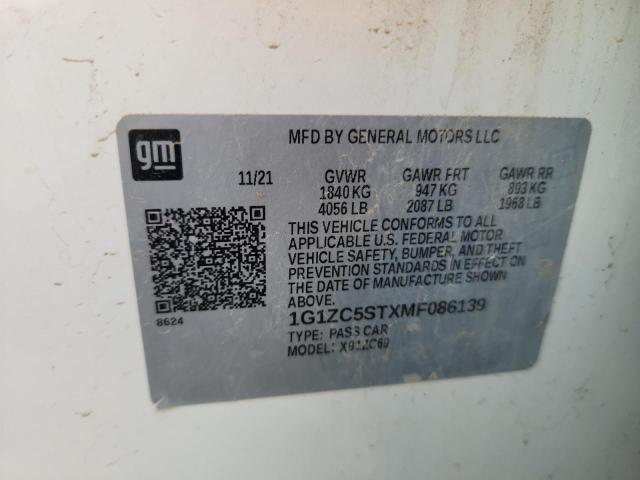 gm
MFD BY GENERAL MOTORS LLC
11/21 GVWR GAWR FRT GAWR RR
1840 KG 947 KG 893 KG
4056 LB 2087 LB 1968 LB
THIS VEHICLE CONFORMS TO ALL
APPLICABLE U.S. FEDERAL MOTOR
VEHICLE SAFETY, BUMPER, AND THEFT
PREVENTION STANDARDS IN EFFECT ON
THE DATE OF MANUFACTURE SHOWN
ABOVE.
8624
1G1ZC5STXMF086139
TYPE: PASS CAR
MODEL: